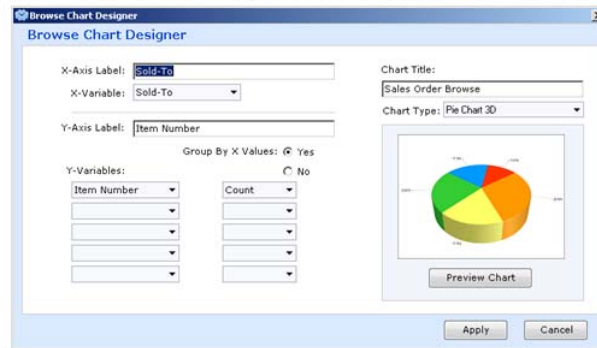 Browse Chart Designer
Browse Chart Designer
X-Axis Label: Sold-To
X-Variable: Sold-To
Y-Axis Label: Item Number
Group By X Values: Yes
No
Y-Variables:
Item Number Count
Chart Title:
Sales Order Browse
Chart Type: Pie Chart 3D
Preview Chart
Apply Cancel